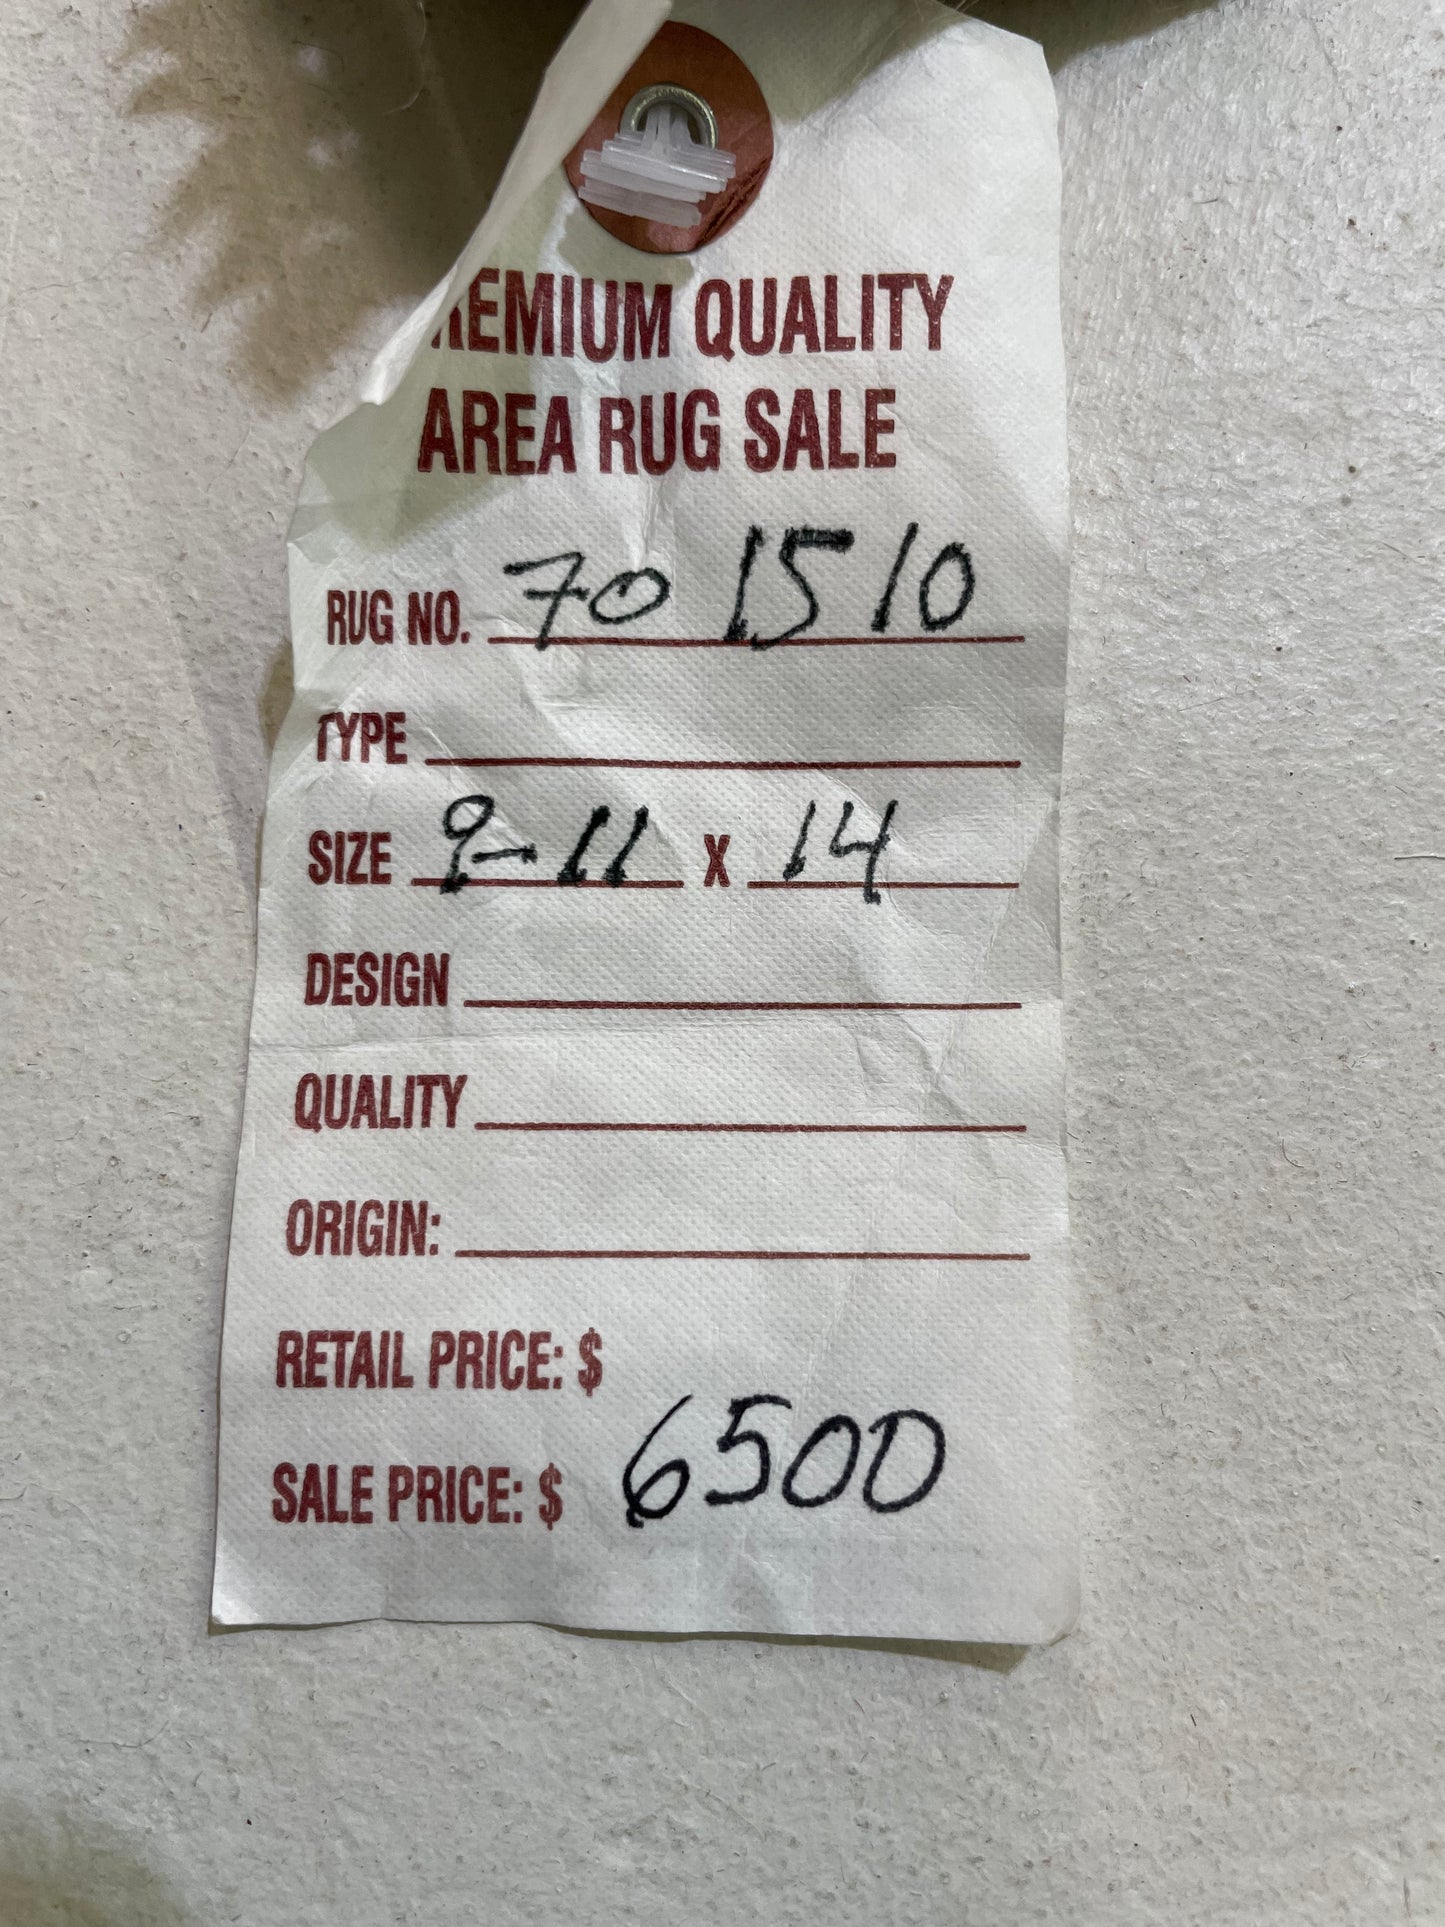 PREMIUM QUALITY
AREA RUG SALE
RUG NO. 70 1510
TYPE
SIZE 9-11 X 14
DESIGN
QUALITY
ORIGIN:
RETAIL PRICE: $
SALE PRICE: $ 6500